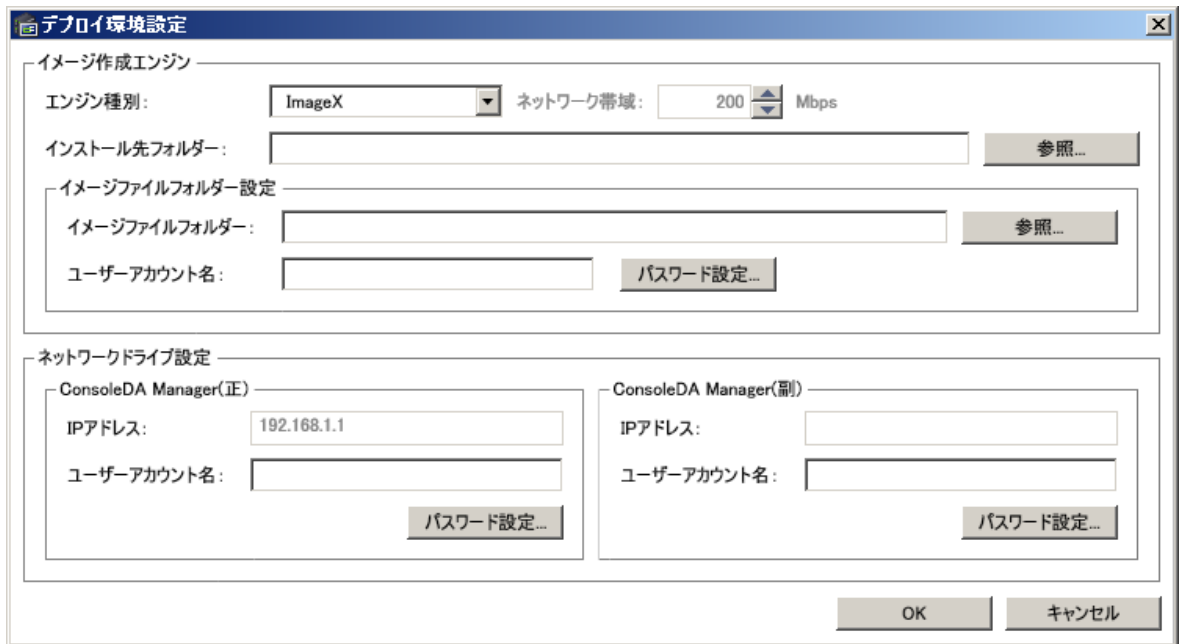 デプロイ環境設定
イメージ作成エンジン
エンジン種別: ImageX ネットワーク帯域: 200 Mbps
インストール先フォルダー: 参照...
イメージファイルフォルダー設定
イメージファイルフォルダー: 参照...
ユーザーアカウント名: パスワード設定...
ネットワークドライブ設定
ConsoleDA Manager(正) ConsoleDA Manager(副)
IPアドレス: 192.168.1.1 IPアドレス:
ユーザーアカウント名: ユーザーアカウント名:
パスワード設定... パスワード設定...
OK キャンセル